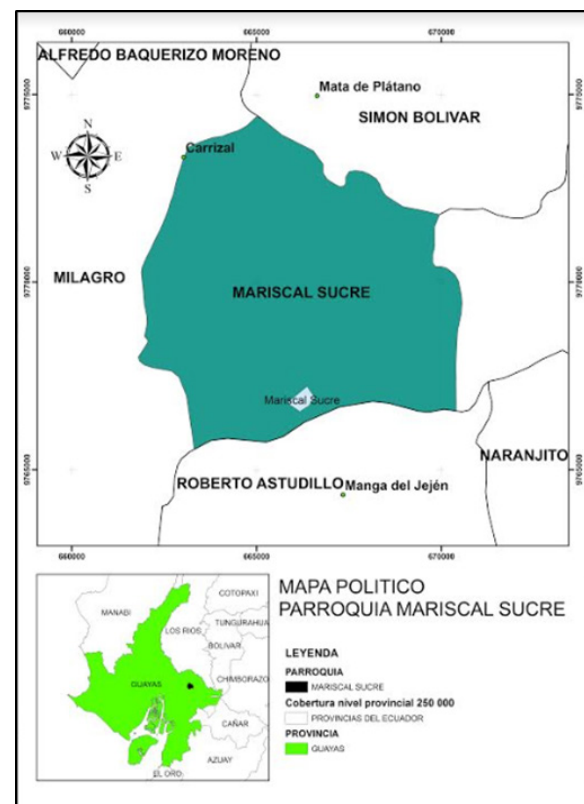 660000 665000 670000
ALFREDO BAQUERIZO MORENO
9775000 9775000
Mata de Plátano
SIMON BOLIVAR
N
W E
S
Carrizal
MILAGRO
9770000 9770000
MARISCAL SUCRE
Mariscal Sucre
NARANJITO
9765000 9765000
ROBERTO ASTUDILLO
Manga del Jején
660000 665000 670000
COTOPAXI
MANABI
LOS RIOS
TUNGURAHUA
BOLIVAR
CHIMBORAZO
GUAYAS
CAÑAR
AZUAY
EL ORO
MAPA POLITICO
PARROQUIA MARISCAL SUCRE
LEYENDA
PARROQUIA
MARISCAL SUCRE
Cobertura nivel provincial 250 000
PROVINCIAS DEL ECUADOR
PROVINCIA
GUAYAS